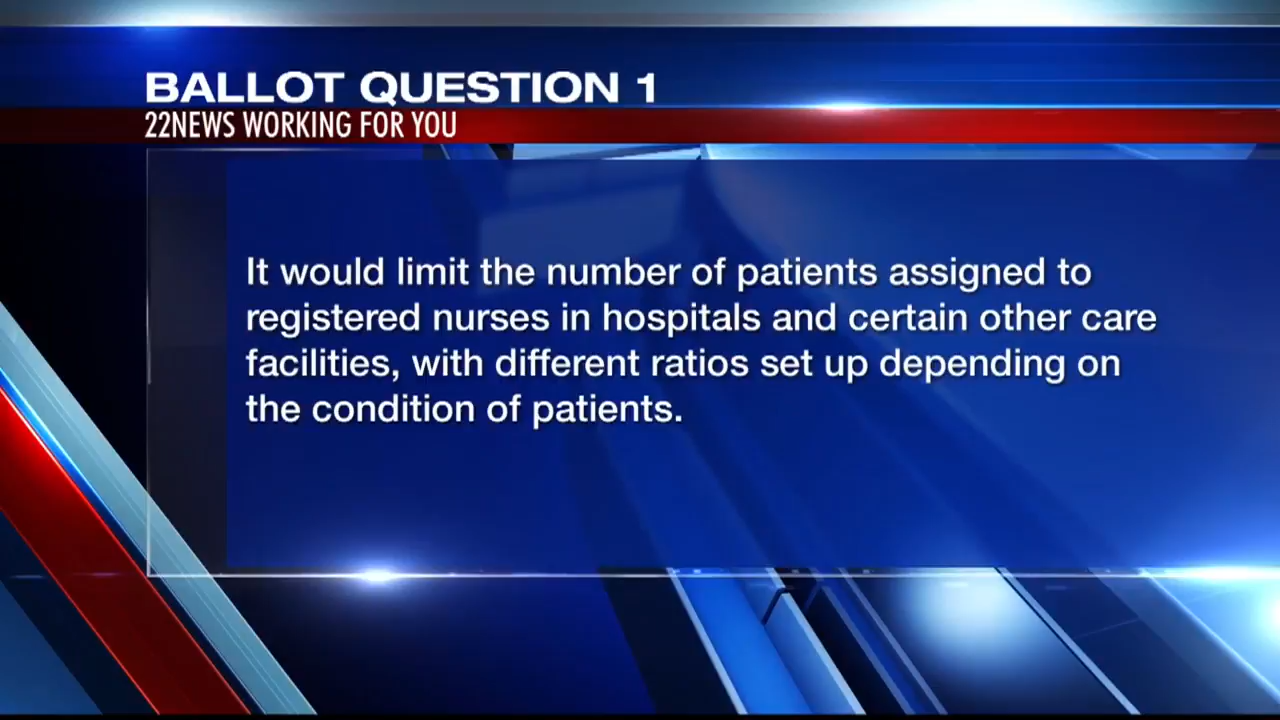 BALLOT QUESTION 1
22NEWS WORKING FOR YOU
It would limit the number of patients assigned to
registered nurses in hospitals and certain other care
facilities, with different ratios set up depending on
the condition of patients.